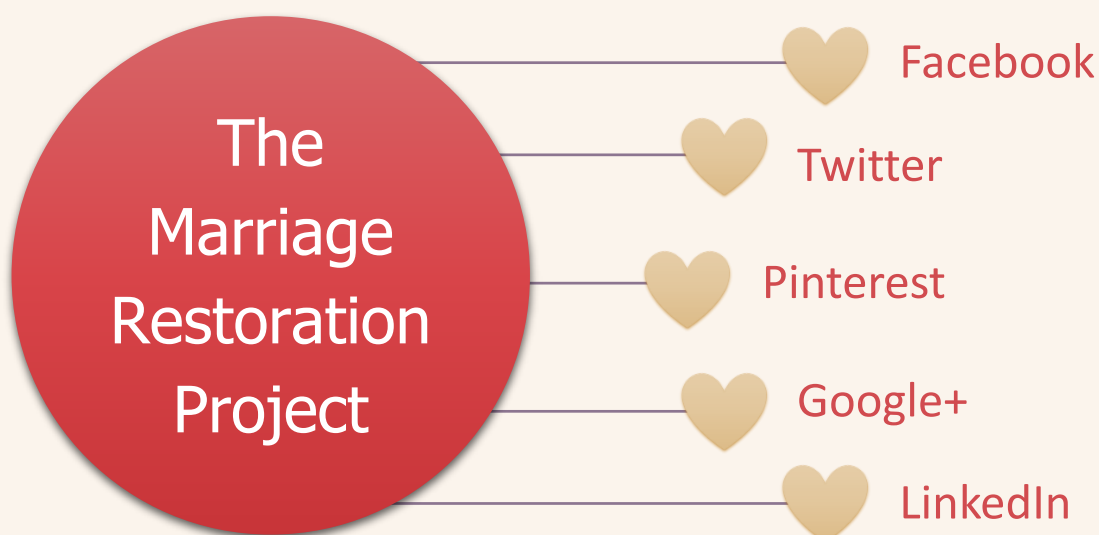 The
Marriage
Restoration
Project
Facebook
Twitter
Pinterest
Google+
LinkedIn